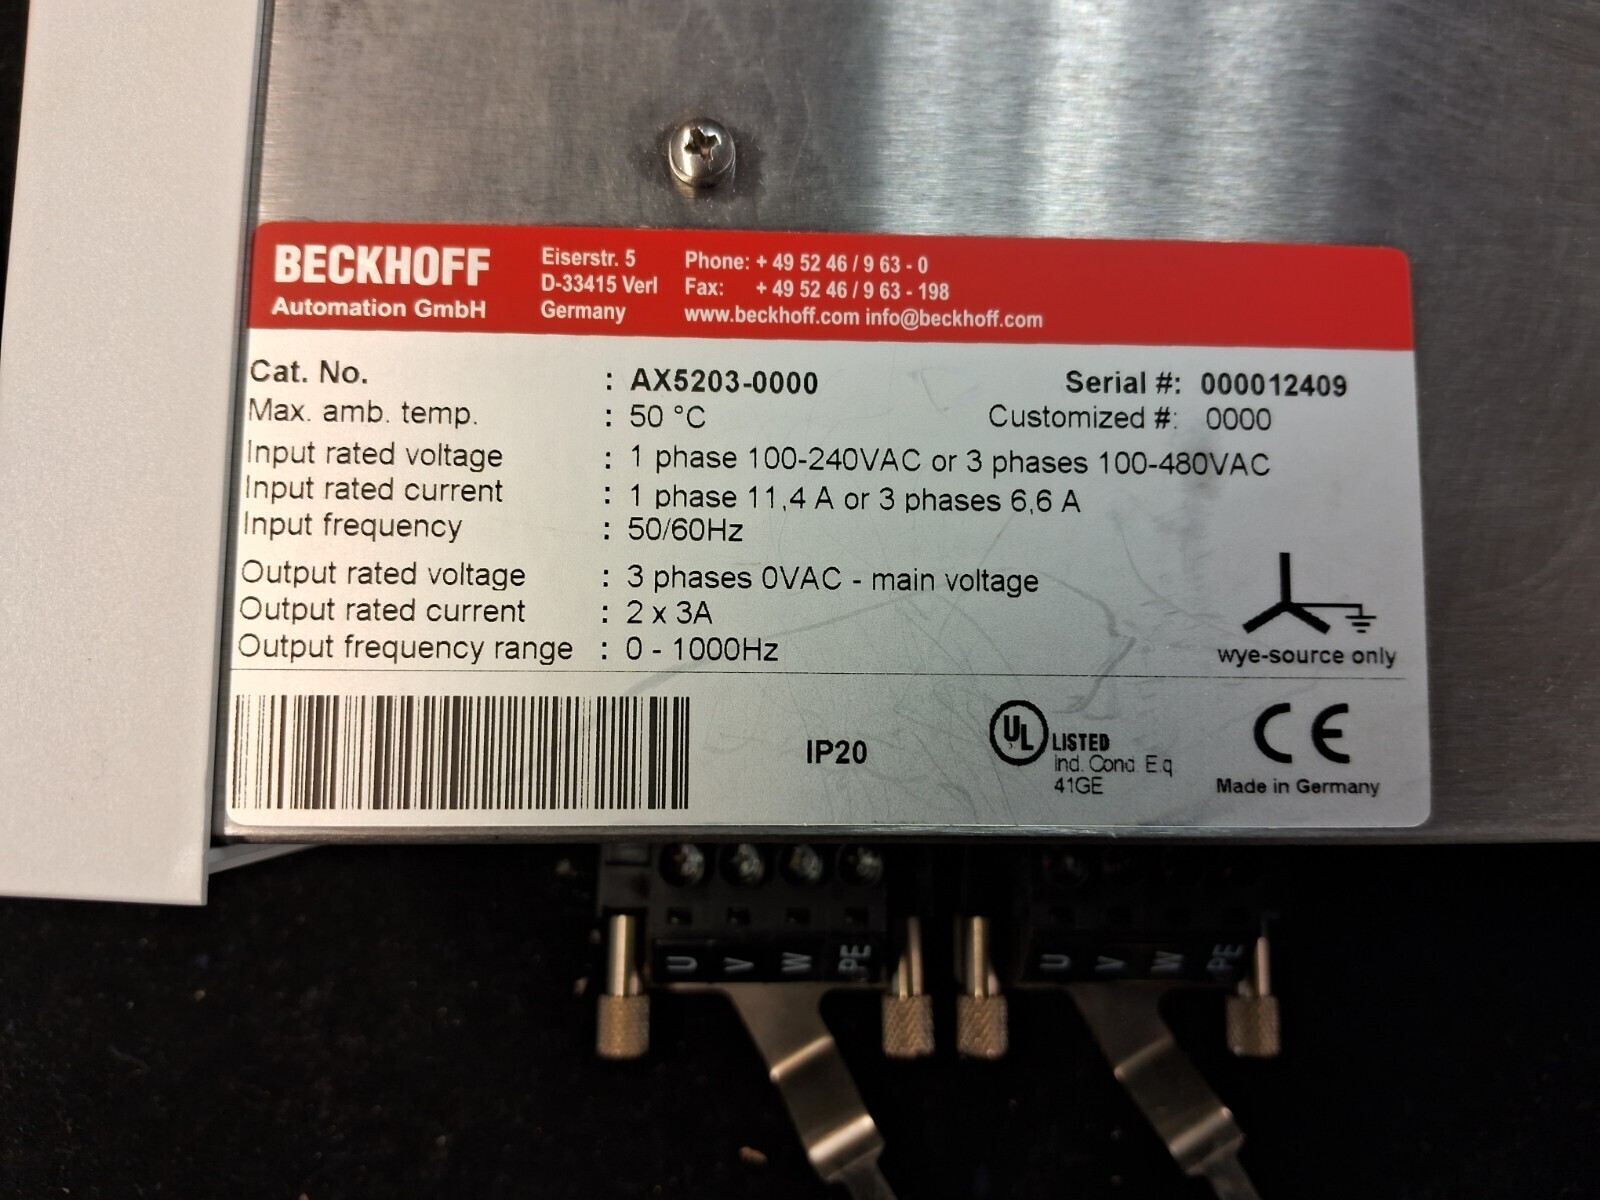 BECKHOFF
Automation GmbH
Eiserstr. 5
D-33415 Verl
Germany
Phone: + 49 52 46 / 9 63 - 0
Fax: + 49 52 46 / 9 63 - 198
www.beckhoff.com info@beckhoff.com
Cat. No. : AX5203-0000 Serial #: 000012409
Max. amb. temp. : 50 °C Customized #: 0000
Input rated voltage : 1 phase 100-240VAC or 3 phases 100-480VAC
Input rated current : 1 phase 11,4 A or 3 phases 6,6 A
Input frequency : 50/60Hz
Output rated voltage : 3 phases 0VAC - main voltage
Output rated current : 2 x 3A
Output frequency range : 0 - 1000Hz
wye-source only
IP20
UL LISTED
Ind. Cond. E.q
41GE
CE
Made in Germany
U V W PE
U V W PE